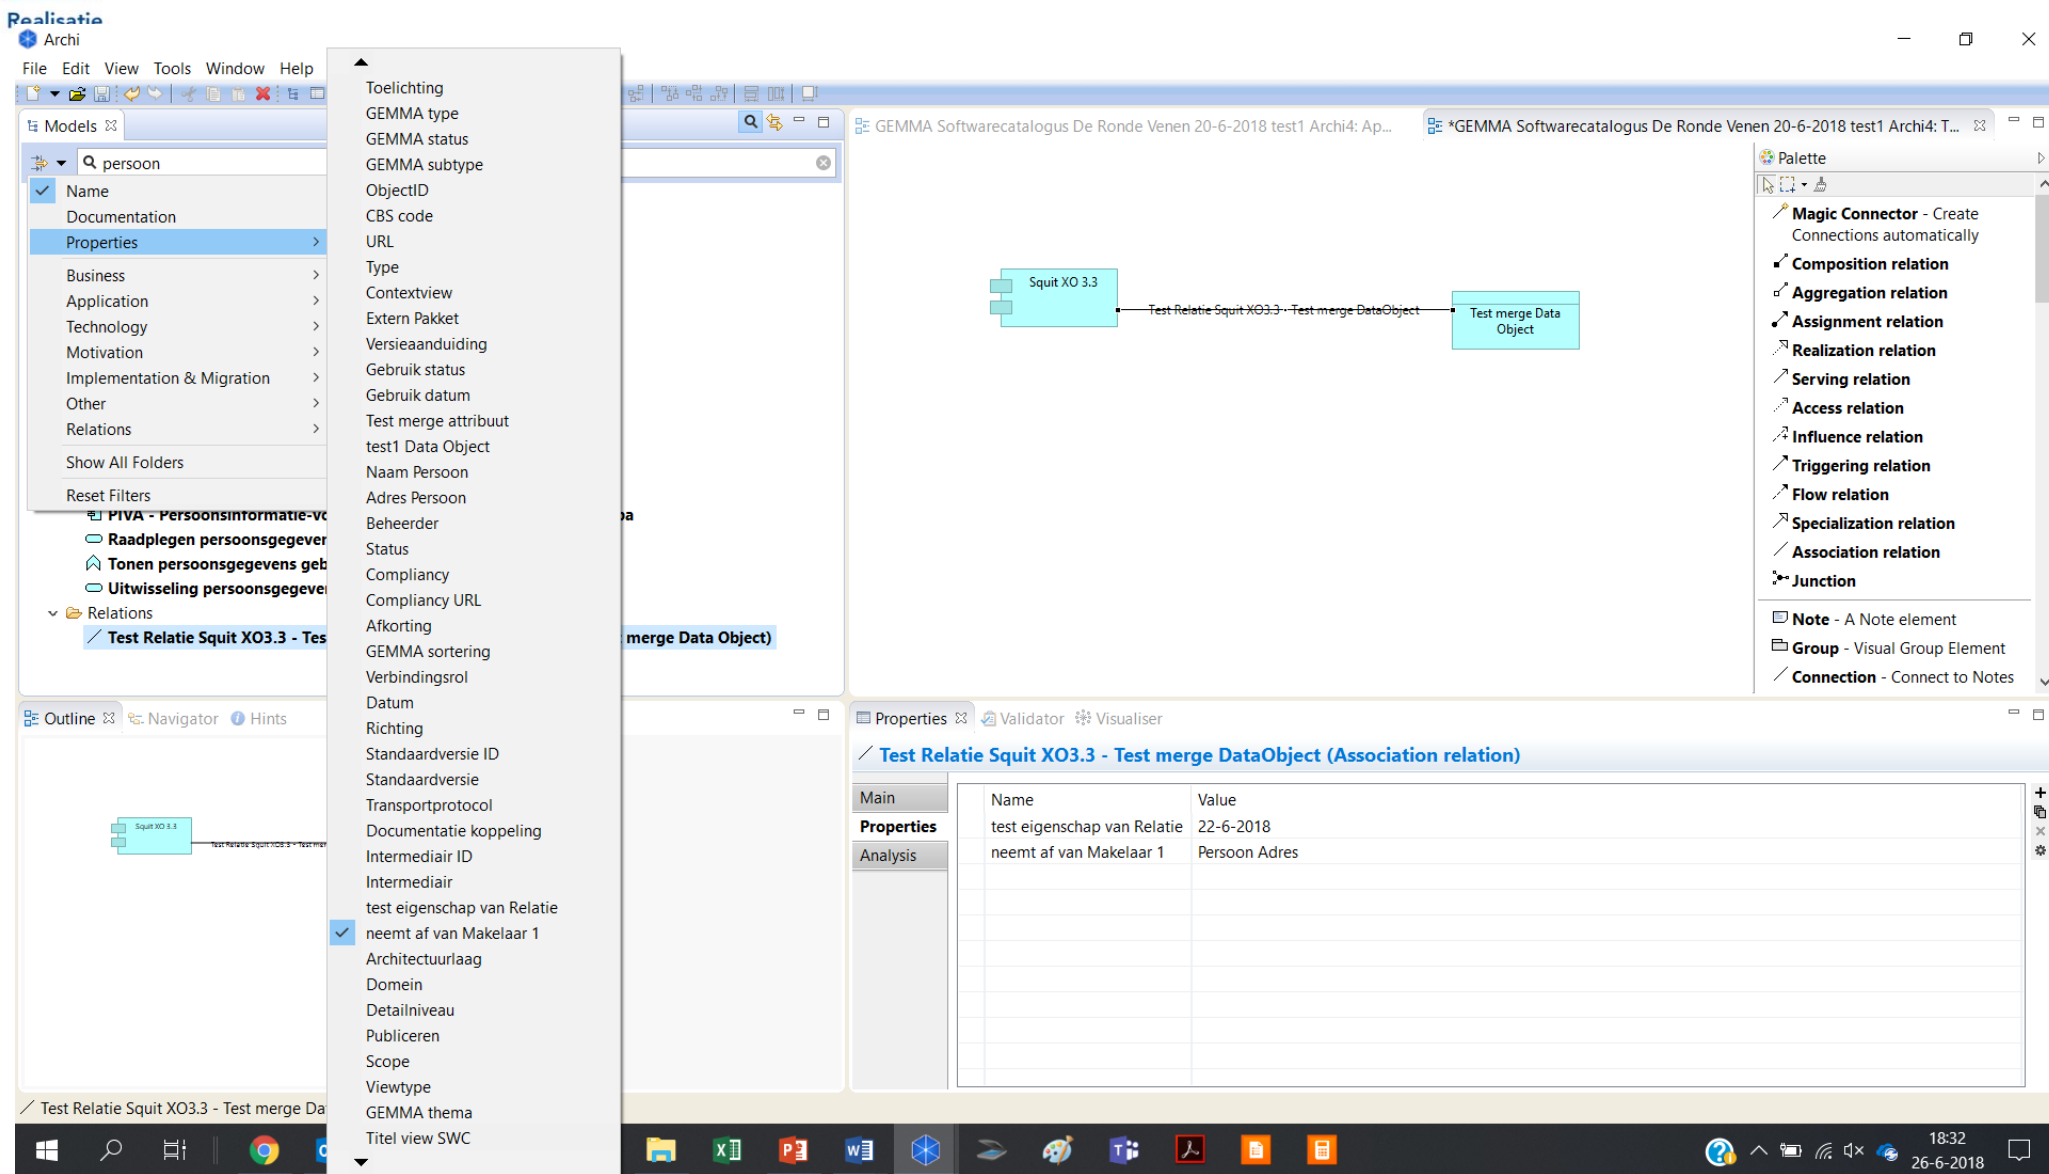 Realisatie
Archi
File Edit View Tools Window Help
Models
persoon
Name
Documentation
Properties
Business
Application
Technology
Motivation
Implementation & Migration
Other
Relations
Show All Folders
Reset Filters
PIVA - Persoonsinformatie-vo
Raadplegen persoonsgegever
Tonen persoonsgegevens geb
Uitwisseling persoonsgegeve
Relations
Test Relatie Squit XO3.3 - Tes merge Data Object)
Toelichting
GEMMA type
GEMMA status
GEMMA subtype
ObjectID
CBS code
URL
Type
Contextview
Extern Pakket
Versieaanduiding
Gebruik status
Gebruik datum
Test merge attribuut
test1 Data Object
Naam Persoon
Adres Persoon
Beheerder
Status
Compliancy
Compliancy URL
Afkorting
GEMMA sortering
Verbindingsrol
Datum
Richting
Standaardversie ID
Standaardversie
Transportprotocol
Documentatie koppeling
Intermediair ID
Intermediair
test eigenschap van Relatie
neemt af van Makelaar 1
Architectuurlaag
Domein
Detailniveau
Publiceren
Scope
Viewtype
GEMMA thema
Titel view SWC
GEMMA Softwarecatalogus De Ronde Venen 20-6-2018 test1 Archi4: Ap...
*GEMMA Softwarecatalogus De Ronde Venen 20-6-2018 test1 Archi4: T...
Squit XO 3.3
Test Relatie Squit XO3.3 - Test merge DataObject
Test merge Data
Object
Palette
Magic Connector - Create
Connections automatically
Composition relation
Aggregation relation
Assignment relation
Realization relation
Serving relation
Access relation
Influence relation
Triggering relation
Flow relation
Specialization relation
Association relation
Junction
Note - A Note element
Group - Visual Group Element
Connection - Connect to Notes
Outline Navigator Hints
Squit XO 3.3
Test Relatie Squit XO3.3 - Test mer
Properties Validator Visualiser
Test Relatie Squit XO3.3 - Test merge DataObject (Association relation)
Main
Properties
Analysis
Name Value
test eigenschap van Relatie 22-6-2018
neemt af van Makelaar 1 Persoon Adres
Test Relatie Squit XO3.3 - Test merge Da
18:32
26-6-2018